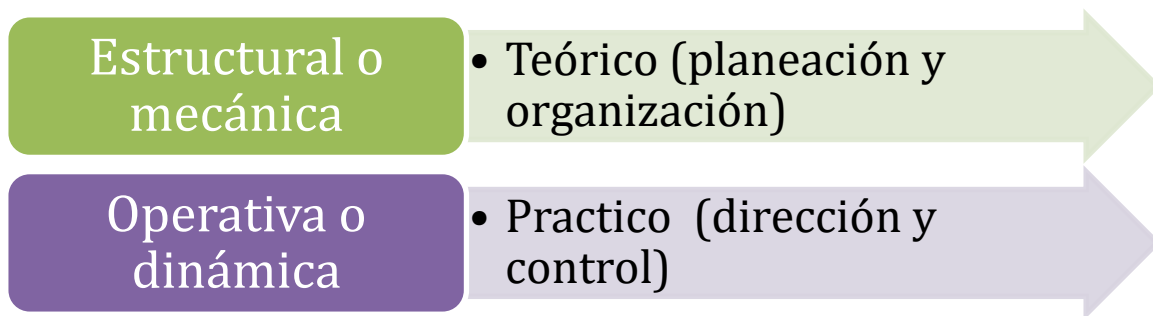 Estructural o
mecánica
• Teórico (planeación y
organización)
Operativa o
dinámica
• Practico  (dirección y
control)